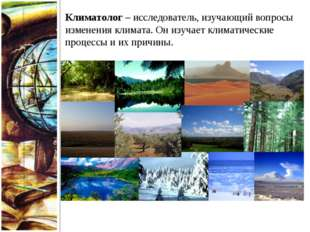 Климатолог – исследователь, изучающий вопросы
изменения климата. Он изучает климатические
процессы и их причины.